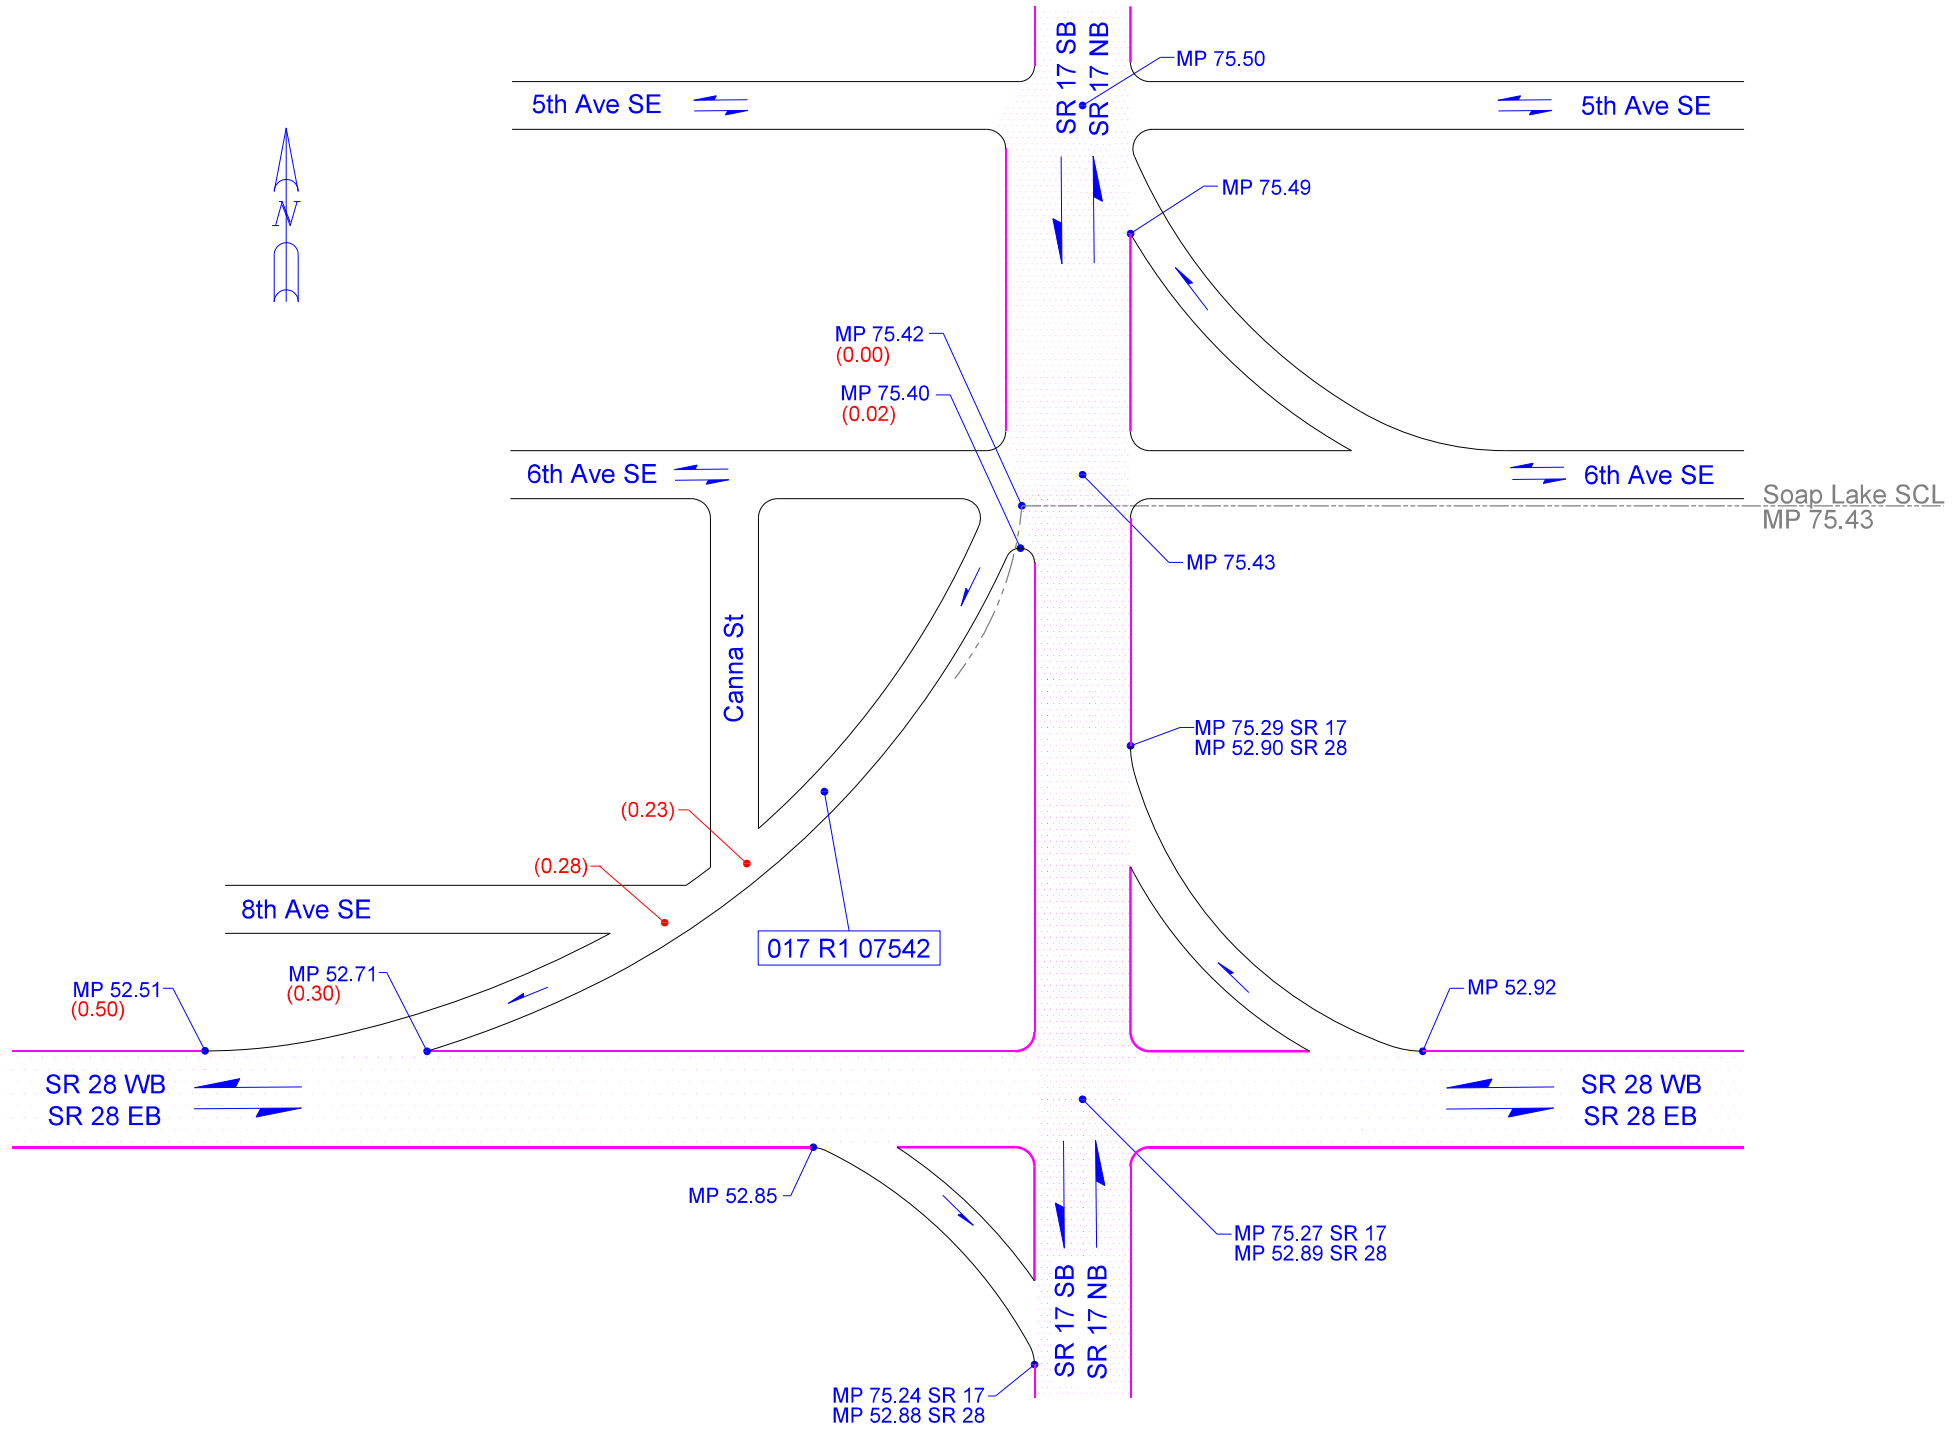 SR 17 SB
SR 17 NB
MP 75.50
5th Ave SE
5th Ave SE
N
MP 75.49
MP 75.42
(0.00)
MP 75.40
(0.02)
6th Ave SE
6th Ave SE
Soap Lake SCL
MP 75.43
MP 75.43
Canna St
MP 75.29 SR 17
MP 52.90 SR 28
(0.23)
(0.28)
8th Ave SE
017 R1 07542
MP 52.71
(0.30)
MP 52.51
(0.50)
MP 52.92
SR 28 WB
SR 28 EB
SR 28 WB
SR 28 EB
MP 52.85
MP 75.27 SR 17
MP 52.89 SR 28
SR 17 SB
SR 17 NB
MP 75.24 SR 17
MP 52.88 SR 28